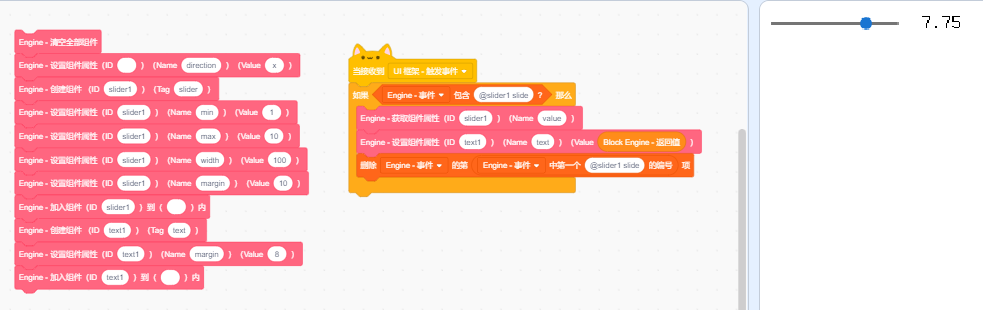 Engine - 清空全部组件
Engine - 设置组件属性（ID ）（Name direction ）（Value x ）
Engine - 创建组件（ID slider1 ）（Tag slider ）
Engine - 设置组件属性（ID slider1 ）（Name min ）（Value 1 ）
Engine - 设置组件属性（ID slider1 ）（Name max ）（Value 10 ）
Engine - 设置组件属性（ID slider1 ）（Name width ）（Value 100 ）
Engine - 设置组件属性（ID slider1 ）（Name margin ）（Value 10 ）
Engine - 加入组件（ID slider1 ）到（ ）内
Engine - 创建组件（ID text1 ）（Tag text ）
Engine - 设置组件属性（ID text1 ）（Name margin ）（Value 8 ）
Engine - 加入组件（ID text1 ）到（ ）内
当接收到 UI 框架 - 触发事件
如果 Engine - 事件 包含 @slider1 slide ? 那么
Engine - 获取组件属性（ID slider1 ）（Name value ）
Engine - 设置组件属性（ID text1 ）（Name text ）（Value Block Engine - 返回值 ）
删除 Engine - 事件 的第 Engine - 事件 中第一个 @slider1 slide 的编号 项
7.75